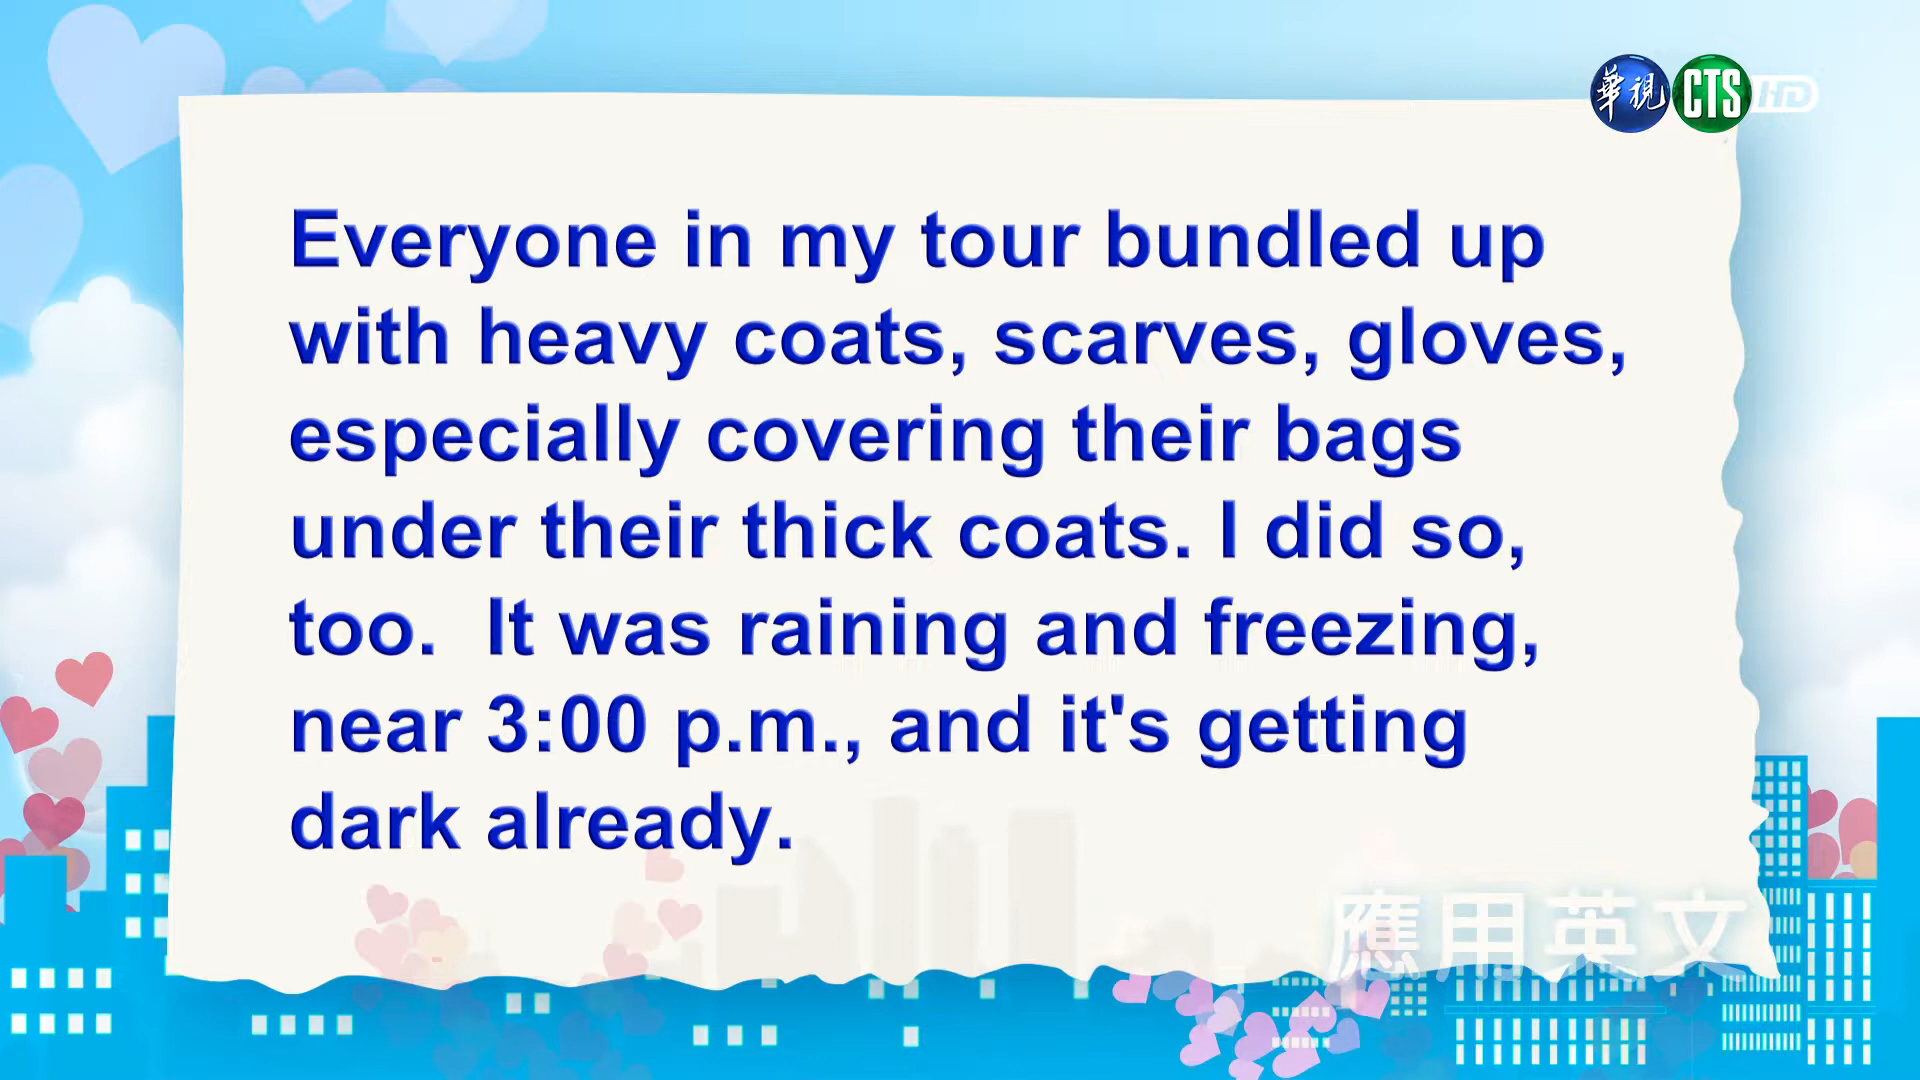 華視 CTS HD
Everyone in my tour bundled up
with heavy coats, scarves, gloves,
especially covering their bags
under their thick coats. I did so,
too.  It was raining and freezing,
near 3:00 p.m., and it's getting
dark already.
應用英文